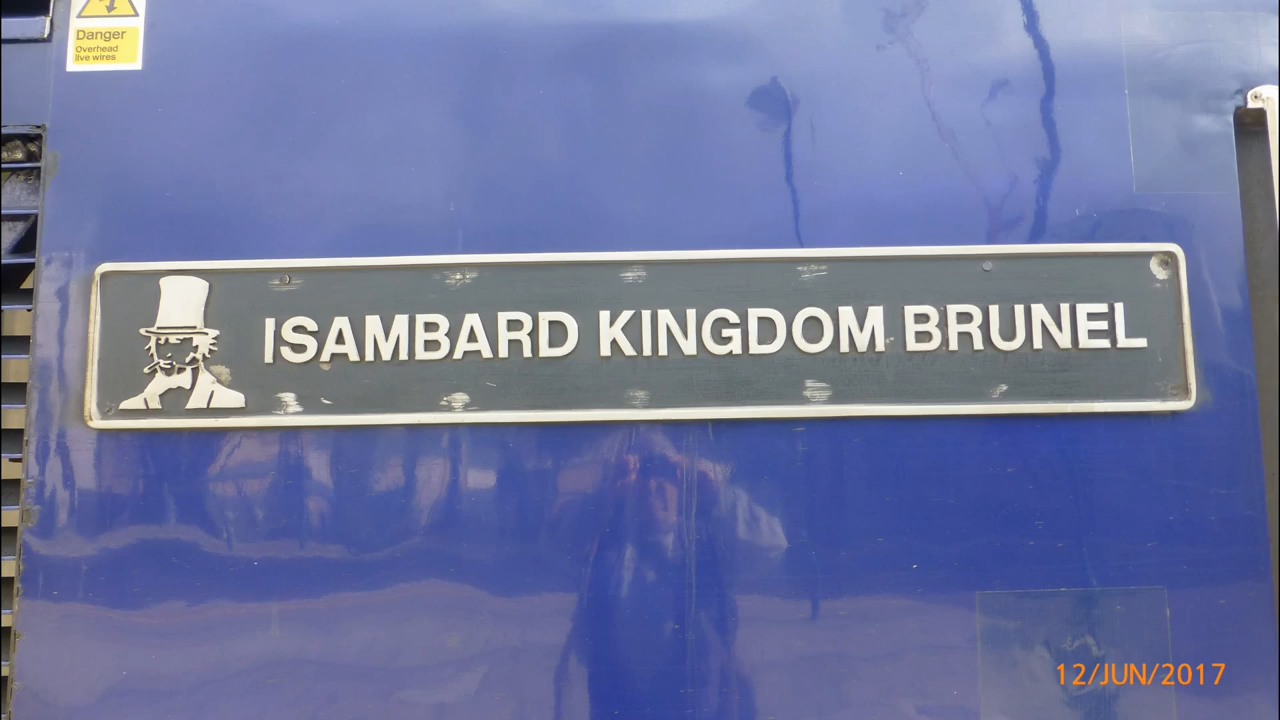 Danger
Overhead
live wires
ISAMBARD KINGDOM BRUNEL
12/JUN/2017